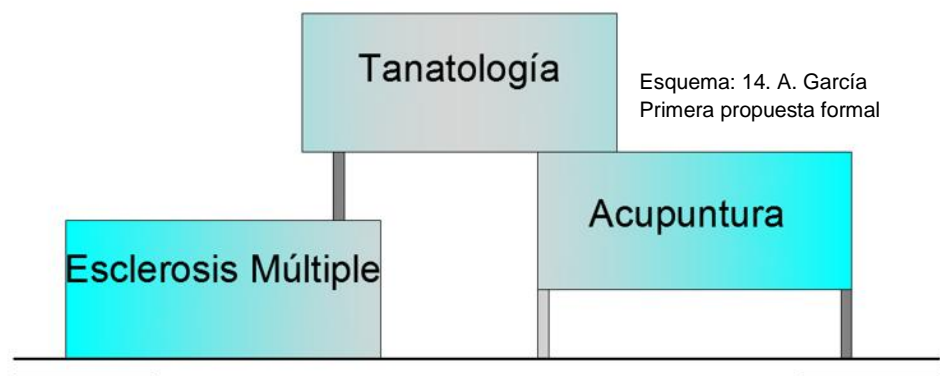 Tanatología
Esquema: 14. A. García
Primera propuesta formal
Acupuntura
Esclerosis Múltiple